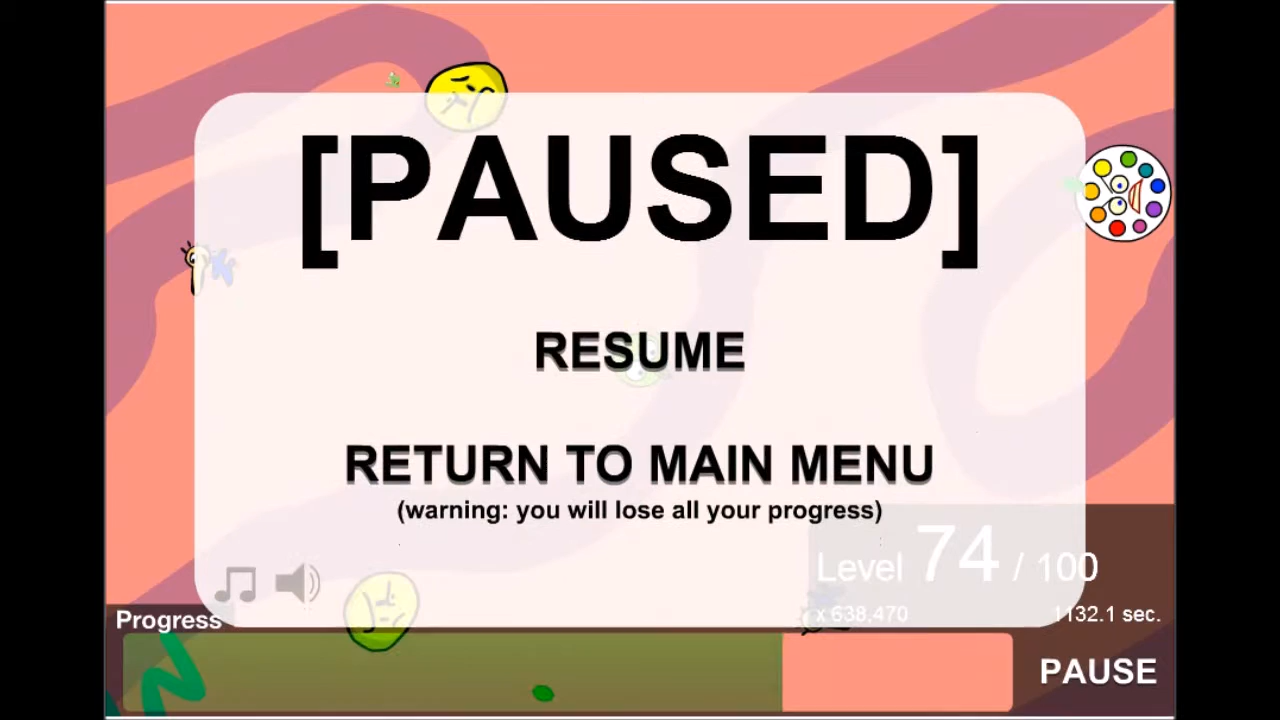 [PAUSED]
RESUME
RETURN TO MAIN MENU
(warning: you will lose all your progress)
Level 74 / 100
x 638,470 1132.1 sec.
Progress
PAUSE